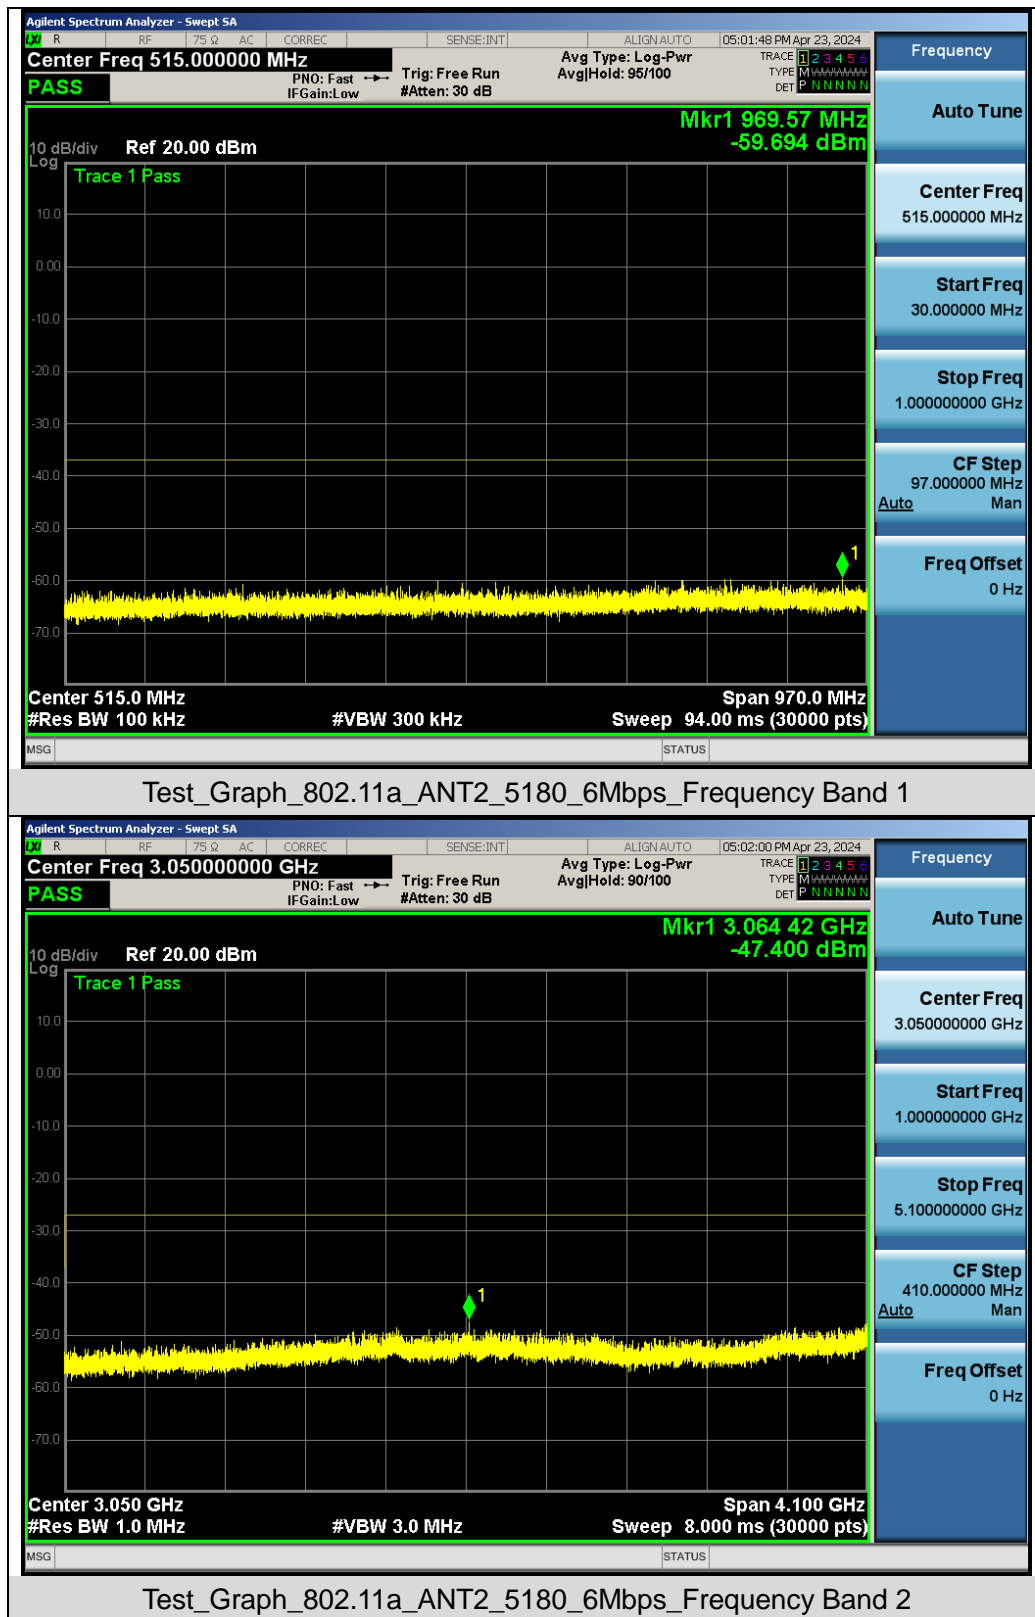 Agilent Spectrum Analyzer - Swept SA
LXI R RF 75 Ω AC CORREC SENSE:INT ALIGN AUTO 05:01:48 PM Apr 23, 2024
Center Freq 515.000000 MHz
PASS
PNO: Fast
IFGain:Low
Trig: Free Run
#Atten: 30 dB
Avg Type: Log-Pwr
Avg|Hold: 95/100
TRACE 1 2 3 4 5 6
TYPE M WWWWW
DET P N N N N N
Mkr1 969.57 MHz
-59.694 dBm
10 dB/div Ref 20.00 dBm
Log
Trace 1 Pass
10.0
0.00
-10.0
-20.0
-30.0
-40.0
-50.0
-60.0
-70.0
1
Center 515.0 MHz Span 970.0 MHz
#Res BW 100 kHz #VBW 300 kHz Sweep 94.00 ms (30000 pts)
MSG STATUS
Frequency
Auto Tune
Center Freq
515.000000 MHz
Start Freq
30.000000 MHz
Stop Freq
1.000000000 GHz
CF Step
97.000000 MHz
Auto Man
Freq Offset
0 Hz
Test_Graph_802.11a_ANT2_5180_6Mbps_Frequency Band 1
Agilent Spectrum Analyzer - Swept SA
LXI R RF 75 Ω AC CORREC SENSE:INT ALIGN AUTO 05:02:00 PM Apr 23, 2024
Center Freq 3.050000000 GHz
PASS
PNO: Fast
IFGain:Low
Trig: Free Run
#Atten: 30 dB
Avg Type: Log-Pwr
Avg|Hold: 90/100
TRACE 1 2 3 4 5 6
TYPE M WWWWW
DET P N N N N N
Mkr1 3.064 42 GHz
-47.400 dBm
10 dB/div Ref 20.00 dBm
Log
Trace 1 Pass
10.0
0.00
-10.0
-20.0
-30.0
-40.0
-50.0
-60.0
-70.0
1
Center 3.050 GHz Span 4.100 GHz
#Res BW 1.0 MHz #VBW 3.0 MHz Sweep 8.000 ms (30000 pts)
MSG STATUS
Frequency
Auto Tune
Center Freq
3.050000000 GHz
Start Freq
1.000000000 GHz
Stop Freq
5.100000000 GHz
CF Step
410.000000 MHz
Auto Man
Freq Offset
0 Hz
Test_Graph_802.11a_ANT2_5180_6Mbps_Frequency Band 2